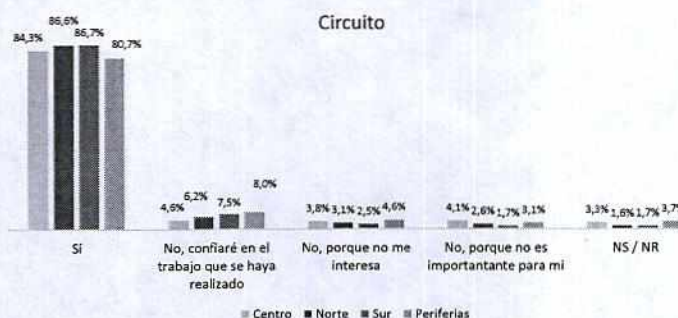 Circuito
84,3% 86,6% 86,7% 80,7%
4,6% 6,2% 7,5% 8,0%
3,8% 3,1% 2,5% 4,6%
4,1% 2,6% 1,7% 3,1%
3,3% 1,6% 1,7% 3,7%
Sí
No, confiaré en el
trabajo que se haya
realizado
No, porque no me
interesa
No, porque no es
importantante para mi
NS / NR
Centro Norte Sur Periferias